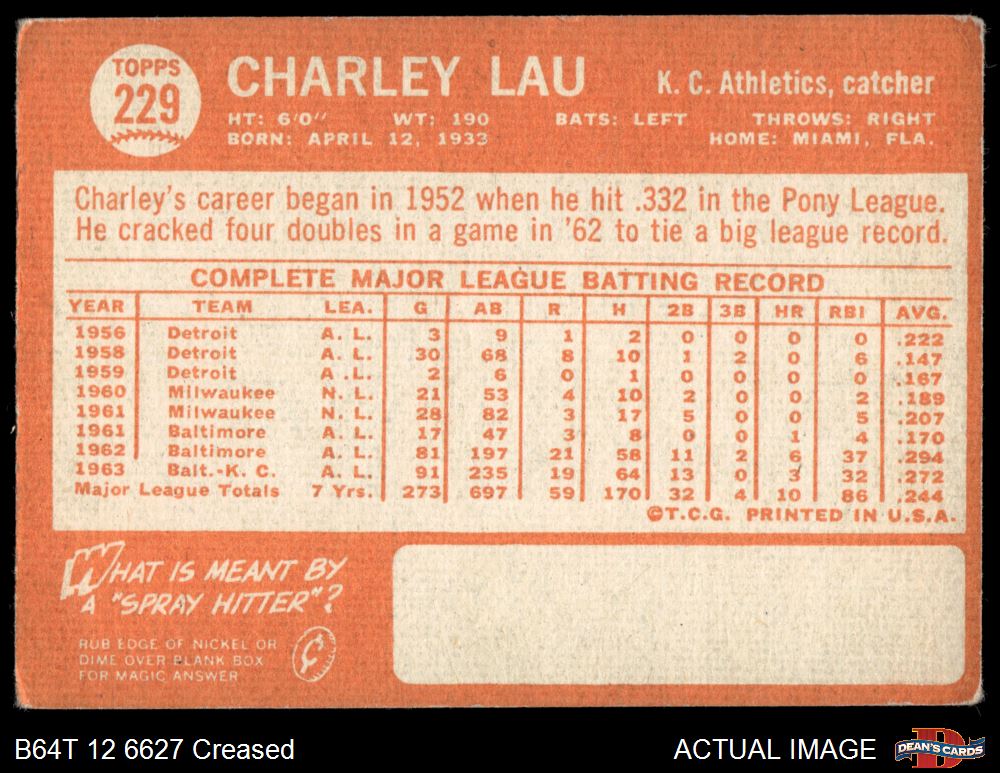 TOPPS
229
CHARLEY LAU
K. C. Athletics, catcher
HT: 6'0" WT: 190 BATS: LEFT THROWS: RIGHT
BORN: APRIL 12, 1933 HOME: MIAMI, FLA.
Charley's career began in 1952 when he hit .332 in the Pony League.
He cracked four doubles in a game in '62 to tie a big league record.
COMPLETE MAJOR LEAGUE BATTING RECORD
YEAR TEAM LEA. G AB R H 2B 3B HR RBI AVG.
1956 Detroit A. L. 3 9 1 2 0 0 0 0 .222
1958 Detroit A. L. 30 68 8 10 1 2 0 6 .147
1959 Detroit A .L. 2 6 0 1 0 0 0 0 .167
1960 Milwaukee N. L. 21 53 4 10 2 0 0 2 .189
1961 Milwaukee N. L. 28 82 3 17 5 0 0 5 .207
1961 Baltimore A. L. 17 47 3 8 0 0 1 4 .170
1962 Baltimore A. L. 81 197 21 58 11 2 6 37 .294
1963 Balt.-K. C. A. L. 91 235 19 64 13 0 3 32 .272
Major League Totals 7 Yrs. 273 697 59 170 32 4 10 86 .244
©T.C.G. PRINTED IN U.S.A.
WHAT IS MEANT BY
A "SPRAY HITTER"?
RUB EDGE OF NICKEL OR
DIME OVER BLANK BOX
FOR MAGIC ANSWER
¢
B64T 12 6627 Creased
ACTUAL IMAGE
D
DEAN'S CARDS